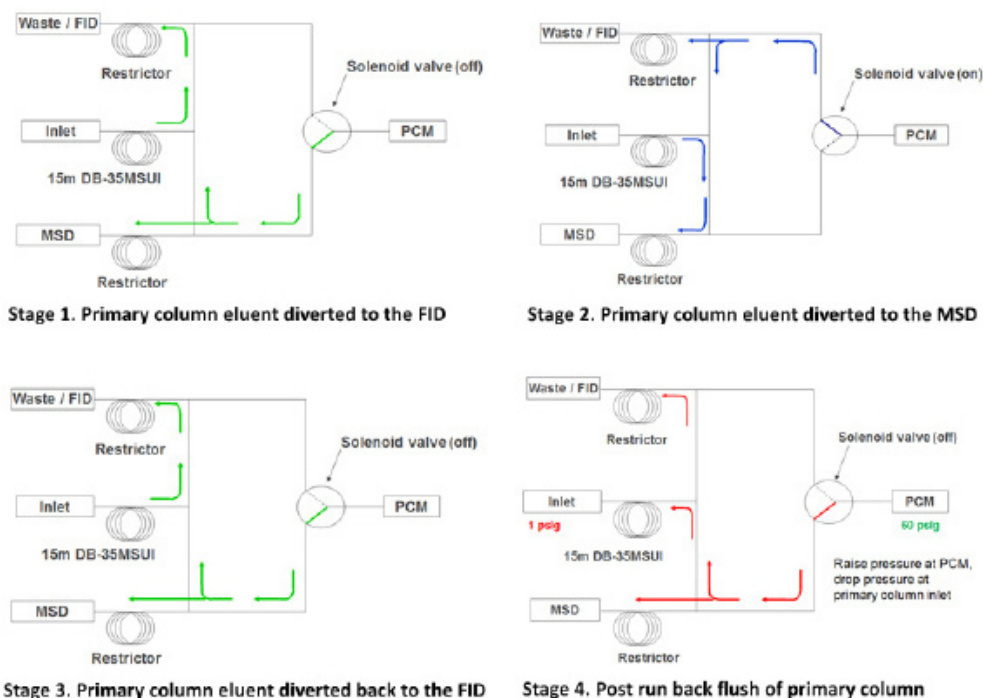 Waste / FID
Restrictor
Solenoid valve (off)
Inlet
PCM
15m DB-35MSUI
MSD
Restrictor
Stage 1. Primary column eluent diverted to the FID
Waste / FID
Restrictor
Solenoid valve (on)
Inlet
PCM
15m DB-35MSUI
MSD
Restrictor
Stage 2. Primary column eluent diverted to the MSD
Waste / FID
Restrictor
Solenoid valve (off)
Inlet
PCM
15m DB-35MSUI
MSD
Restrictor
Stage 3. Primary column eluent diverted back to the FID
Waste / FID
Restrictor
Solenoid valve (off)
Inlet
PCM
1 psig
60 psig
15m DB-35MSUI
Raise pressure at PCM,
drop pressure at
primary column inlet
MSD
Restrictor
Stage 4. Post run back flush of primary column